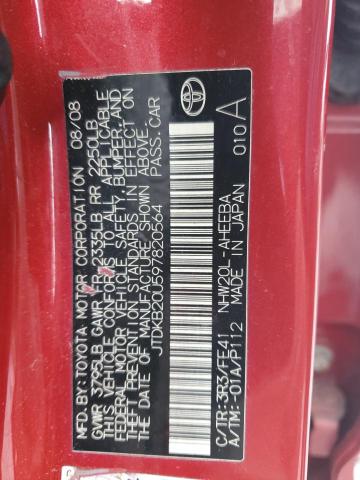 MFD.BY: TOYOTA MOTOR CORPORATION 08/08
GVWR 3795LB GAWR FR 2335LB RR 2250LB
THIS VEHICLE CONFORMS TO ALL APPLICABLE
FEDERAL MOTOR VEHICLE SAFETY, BUMPER, AND
THEFT PREVENTION STANDARDS IN EFFECT ON
THE DATE OF MANUFACTURE SHOWN ABOVE.
JTDKB20U597820564 PASS.CAR
C/TR: 3R3/FE41 NHW20L-AHEEBA
A/TM: -01A/P112 MADE IN JAPAN 010 A